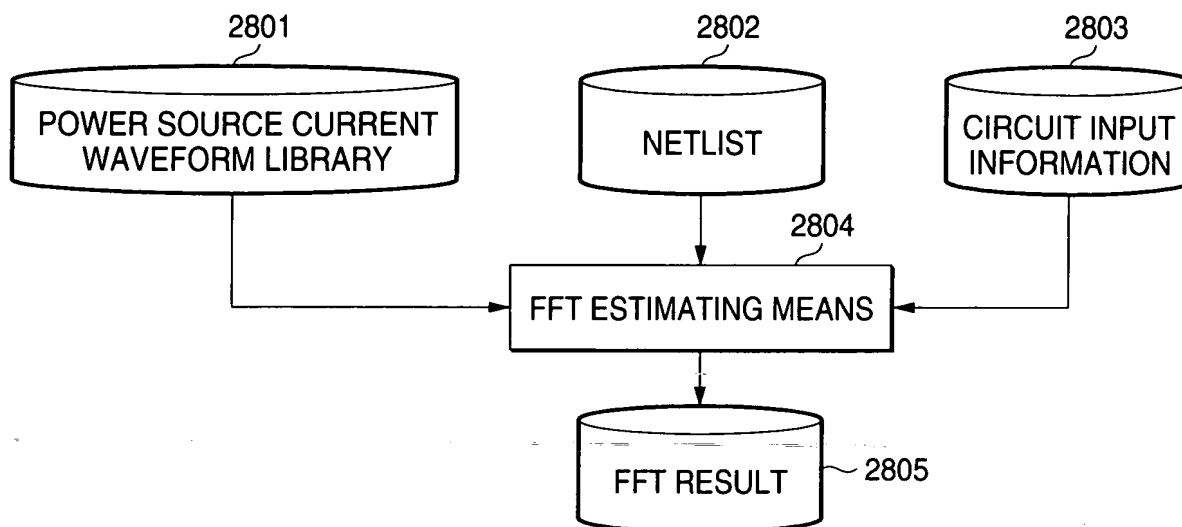 2801
2802
2803
POWER SOURCE CURRENT
WAVEFORM LIBRARY
NETLIST
CIRCUIT INPUT
INFORMATION
2804
FFT ESTIMATING MEANS
FFT RESULT
2805